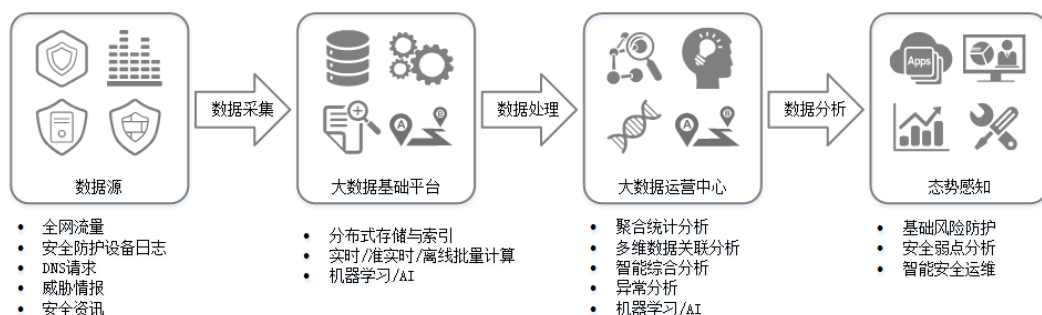 数据采集
数据处理
数据分析
Apps
A
B
A
B
数据源
大数据基础平台
大数据运营中心
态势感知
• 全网流量
• 安全防护设备日志
• DNS请求
• 威胁情报
• 安全资讯
• 分布式存储与索引
• 实时/准实时/离线批量计算
• 机器学习/AI
• 聚合统计分析
• 多维数据关联分析
• 智能综合分析
• 异常分析
• 机器学习/AI
• 基础风险防护
• 安全弱点分析
• 智能安全运维